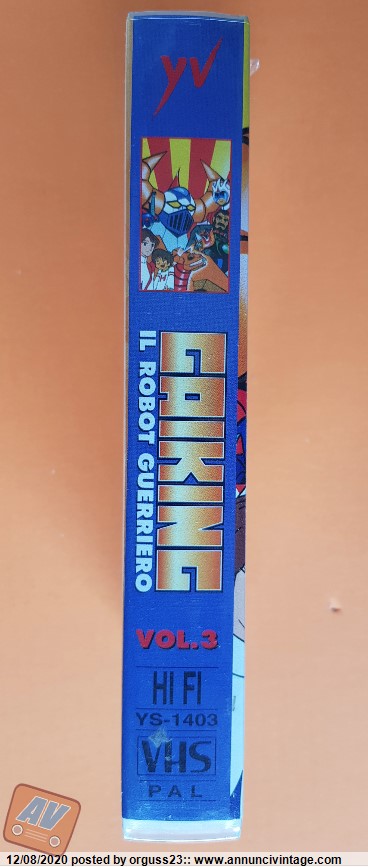 YV
GAIKING
IL ROBOT GUERRIERO
VOL.3
HI FI
YS-1403
VHS
PAL
AV
12/08/2020 posted by orguss23:: www.annuncivintage.com